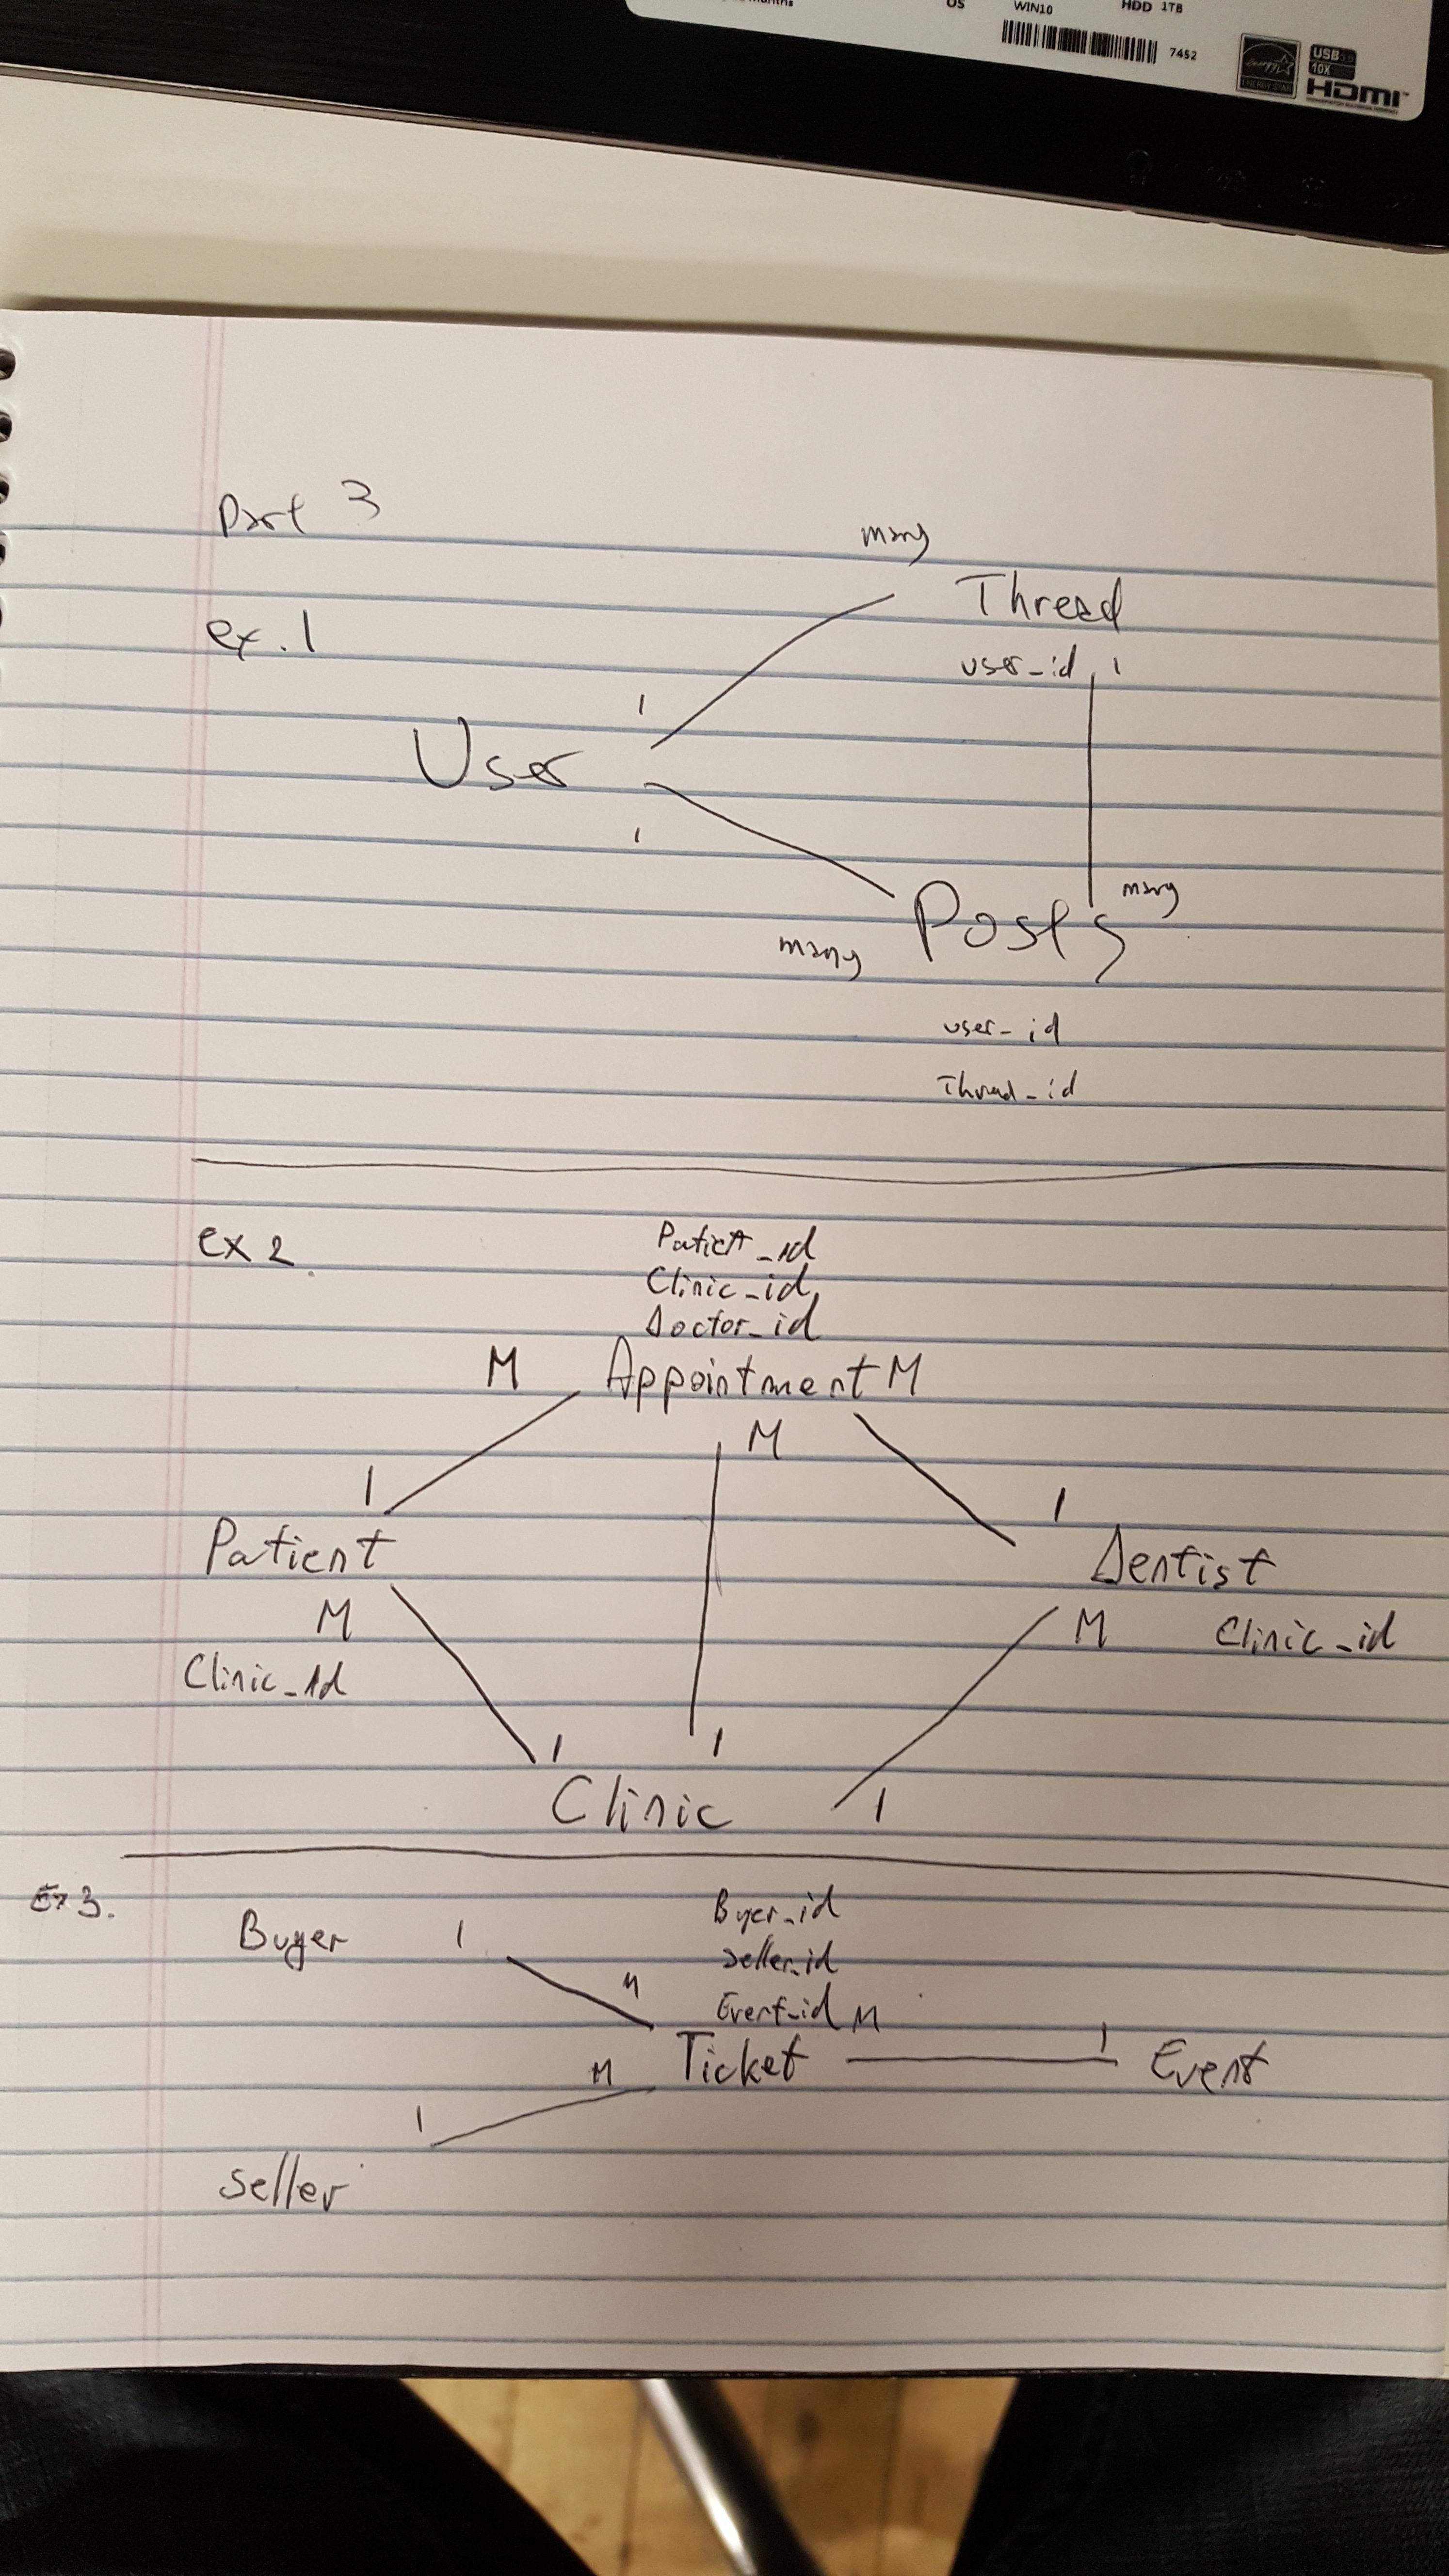 OS WIN10 HDD 1TB
7452
USB 3.0
10X
HDMI
Part 3
many
Thread
ex.1
user_id 1
1
User
1
many
Posts
many
user_id
Thread_id
ex 2.
Patient_id
Clinic_id
Doctor_id
M Appointment M
M
1
1
Patient
Dentist
M
M Clinic_id
Clinic_Id
1 1
Clinic 1
Ex 3.
Buyer_id
Buyer 1
Seller_id
M
Event_id M
1
Ticket Event
M
1
Seller